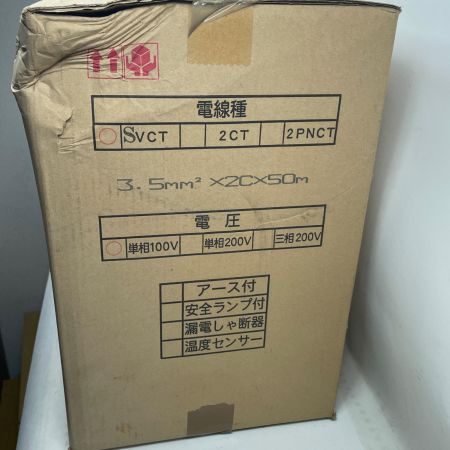 電線種
○ SVCT 2CT 2PNCT
3.5mm² ×2C×50m
電圧
○ 単相100V 単相200V 三相200V
アース付
安全ランプ付
漏電しゃ断器
温度センサー